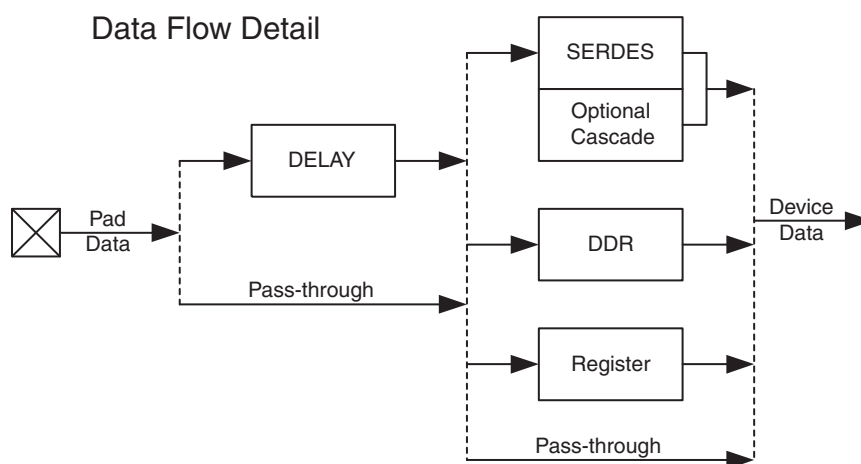 Data Flow Detail
SERDES
Optional
Cascade
DELAY
Pad
Data
Device
Data
DDR
Pass-through
Register
Pass-through